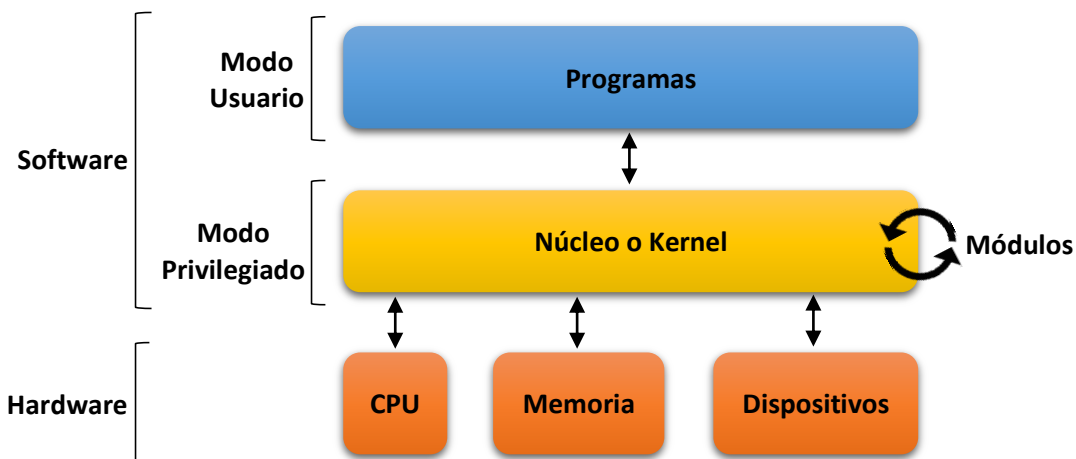 Modo
Usuario
Programas
Software
Modo
Privilegiado
Núcleo o Kernel
Módulos
Hardware
CPU
Memoria
Dispositivos